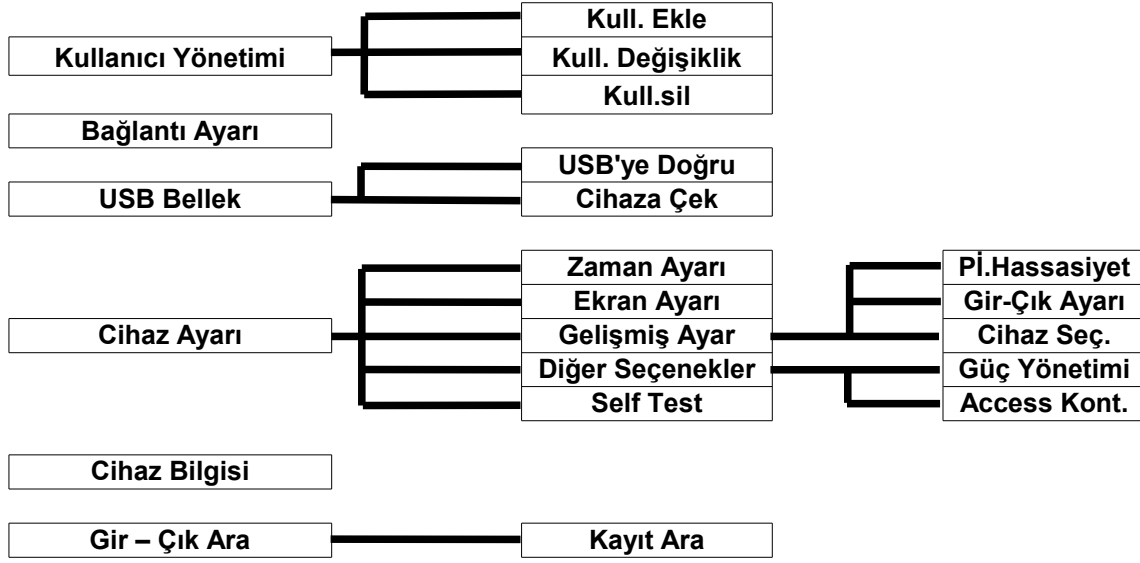 Kull. Ekle
Kullanıcı Yönetimi
Kull. Değişiklik
Kull.sil
Bağlantı Ayarı
USB'ye Doğru
USB Bellek
Cihaza Çek
Zaman Ayarı
Pİ.Hassasiyet
Ekran Ayarı
Gir-Çık Ayarı
Cihaz Ayarı
Gelişmiş Ayar
Cihaz Seç.
Diğer Seçenekler
Güç Yönetimi
Self Test
Access Kont.
Cihaz Bilgisi
Gir – Çık Ara
Kayıt Ara